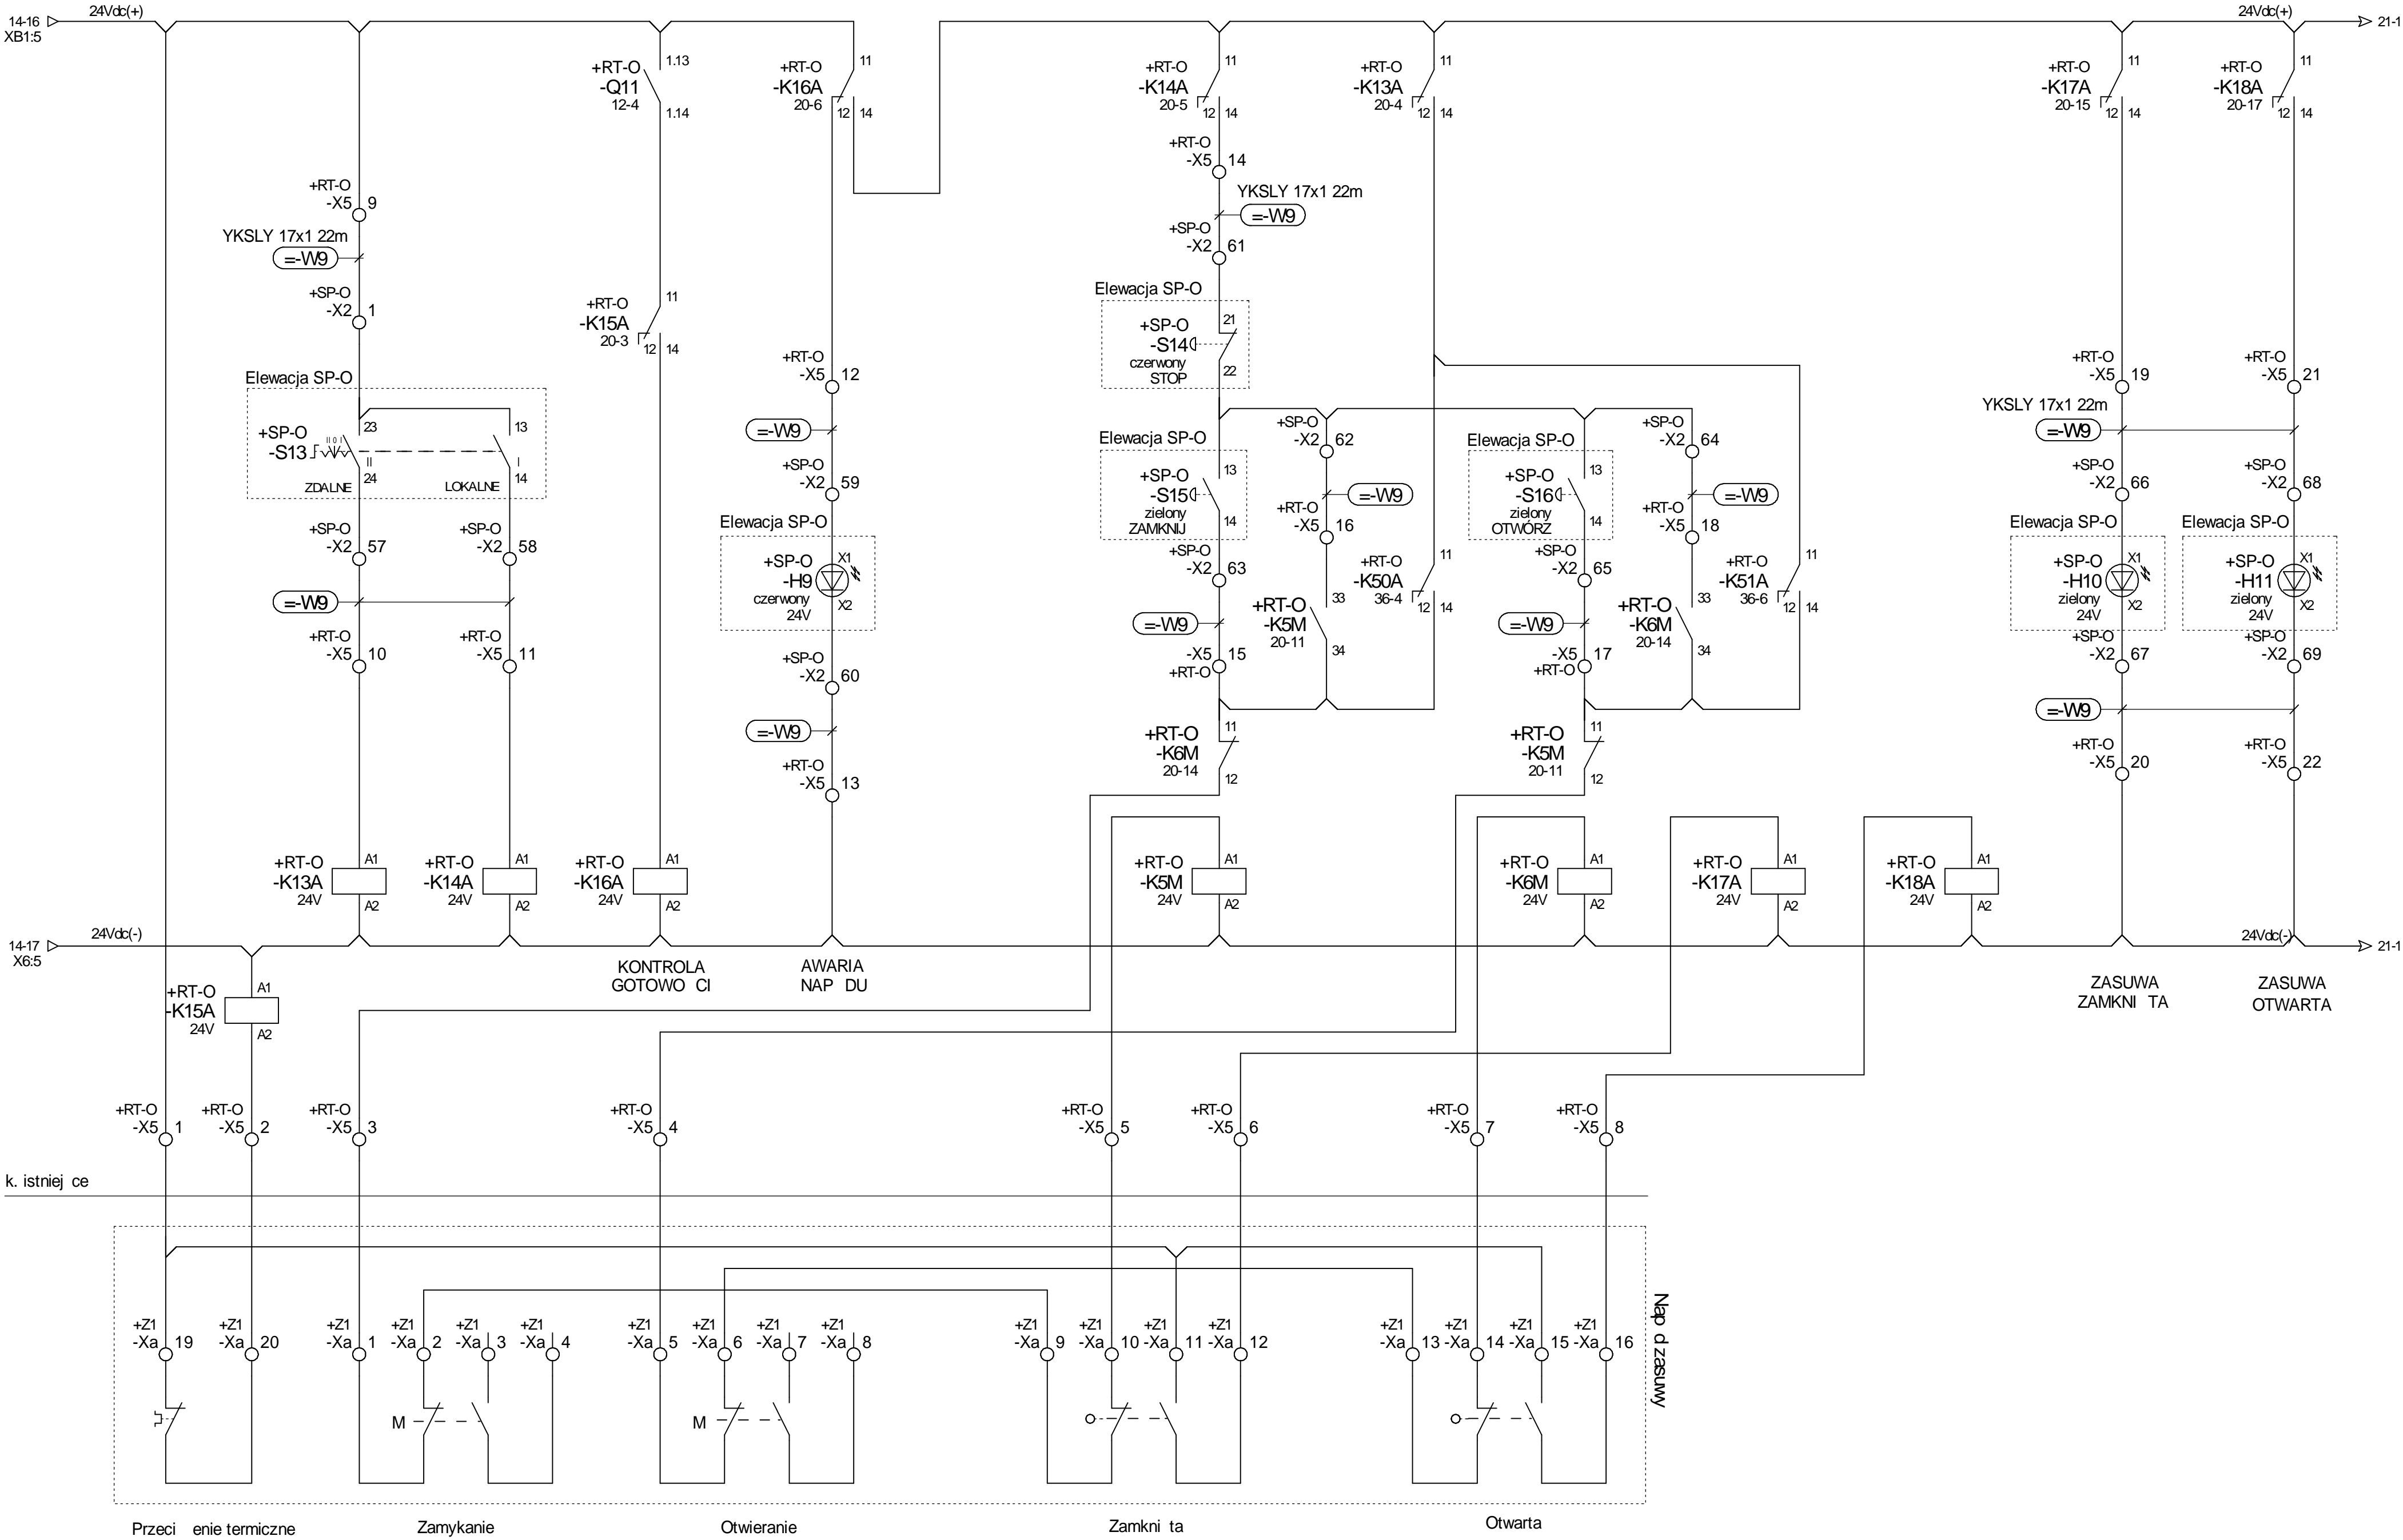 14-16
XB1:5
24Vdc(+)
24Vdc(+)
21-1
+RT-O
-Q11
12-4
1.13
1.14
+RT-O
-K16A
20-6
11
12 14
+RT-O
-K14A
20-5
11
12 14
+RT-O
-K13A
20-4
11
12 14
+RT-O
-K17A
20-15
11
12 14
+RT-O
-K18A
20-17
11
12 14
+RT-O
-X5 14
YKSLY 17x1 22m
=-W9
+SP-O
-X2 61
+RT-O
-X5 9
YKSLY 17x1 22m
=-W9
+SP-O
-X2 1
+RT-O
-K15A
20-3
11
12 14
Elewacja SP-O
+SP-O
-S14
czerwony
STOP
21
22
Elewacja SP-O
+SP-O
-S13
II 0 I
23
II
24
ZDALNE
13
I
14
LOKALNE
+RT-O
-X5 12
=-W9
+SP-O
-X2 59
Elewacja SP-O
+SP-O
-H9
czerwony
24V
X1
X2
+SP-O
-X2 60
=-W9
+RT-O
-X5 13
+SP-O
-X2 57
+SP-O
-X2 58
=-W9
+RT-O
-X5 10
+RT-O
-X5 11
Elewacja SP-O
+SP-O
-S15
zielony
ZAMKNIJ
13
14
+SP-O
-X2 62
=-W9
+RT-O
-X5 16
+SP-O
-X2 63
=-W9
-X5 15
+RT-O
+RT-O
-K5M
20-11
33
34
+RT-O
-K50A
36-4
11
12 14
Elewacja SP-O
+SP-O
-S16
zielony
OTWÓRZ
13
14
+SP-O
-X2 64
=-W9
+RT-O
-X5 18
+SP-O
-X2 65
=-W9
-X5 17
+RT-O
+RT-O
-K6M
20-14
33
34
+RT-O
-K51A
36-6
11
12 14
+RT-O
-X5 19
+RT-O
-X5 21
YKSLY 17x1 22m
=-W9
+SP-O
-X2 66
+SP-O
-X2 68
Elewacja SP-O
+SP-O
-H10
zielony
24V
X1
X2
Elewacja SP-O
+SP-O
-H11
zielony
24V
X1
X2
+SP-O
-X2 67
+SP-O
-X2 69
=-W9
+RT-O
-X5 20
+RT-O
-X5 22
+RT-O
-K6M
20-14
11
12
+RT-O
-K5M
20-11
11
12
+RT-O
-K13A
24V
A1
A2
+RT-O
-K14A
24V
A1
A2
+RT-O
-K16A
24V
A1
A2
+RT-O
-K5M
24V
A1
A2
+RT-O
-K6M
24V
A1
A2
+RT-O
-K17A
24V
A1
A2
+RT-O
-K18A
24V
A1
A2
14-17
X6:5
24Vdc(-)
24Vdc(-)
21-1
KONTROLA
GOTOWO CI
AWARIA
NAP DU
ZASUWA
ZAMKNI TA
ZASUWA
OTWARTA
+RT-O
-K15A
24V
A1
A2
+RT-O
-X5 1
+RT-O
-X5 2
+RT-O
-X5 3
+RT-O
-X5 4
+RT-O
-X5 5
+RT-O
-X5 6
+RT-O
-X5 7
+RT-O
-X5 8
k. istniej ce
+Z1
-Xa 19
+Z1
-Xa 20
+Z1
-Xa 1
+Z1
-Xa 2
+Z1
-Xa 3
+Z1
-Xa 4
+Z1
-Xa 5
+Z1
-Xa 6
+Z1
-Xa 7
+Z1
-Xa 8
+Z1
-Xa 9
+Z1
-Xa 10
+Z1
-Xa 11
+Z1
-Xa 12
+Z1
-Xa 13
+Z1
-Xa 14
+Z1
-Xa 15
+Z1
-Xa 16
M
M
Nap d zasuwy
Przeci enie termiczne
Zamykanie
Otwieranie
Zamkni ta
Otwarta